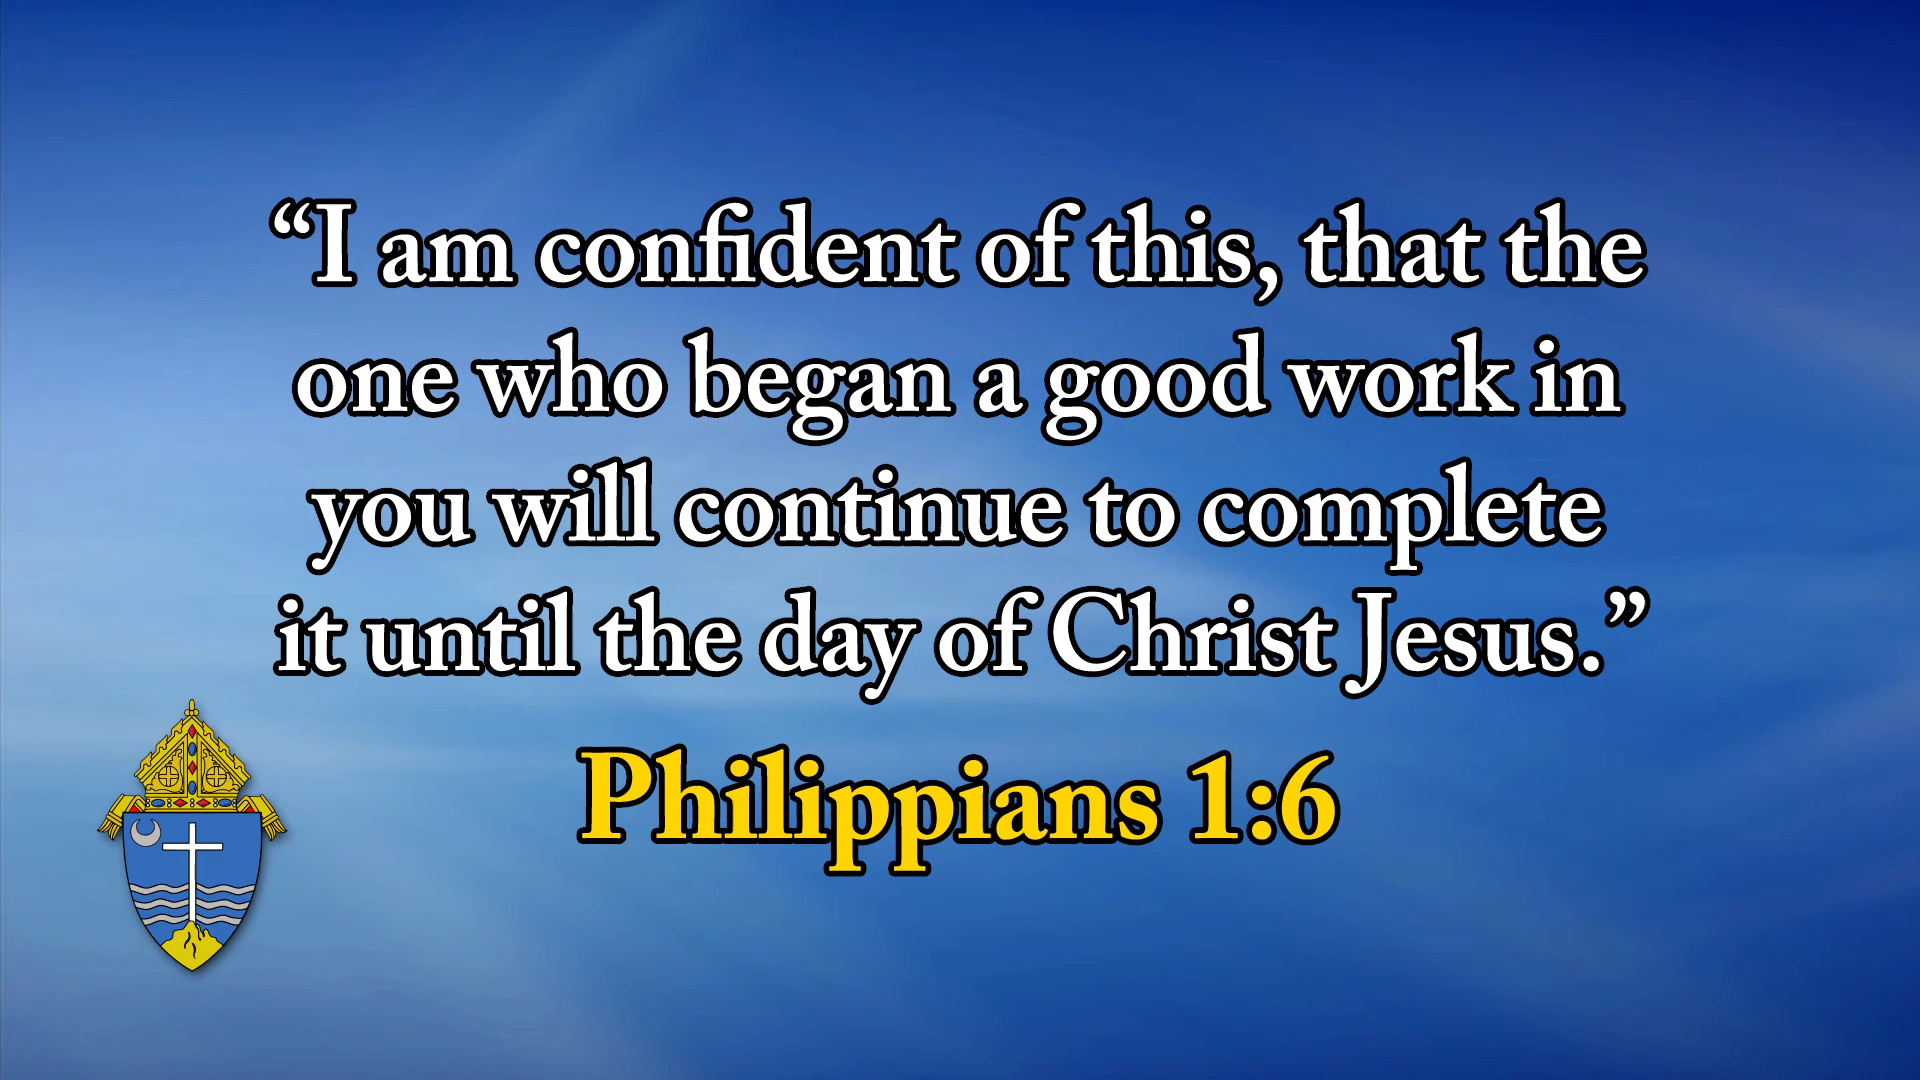 “I am confident of this, that the
one who began a good work in
you will continue to complete
it until the day of Christ Jesus.”
Philippians 1:6